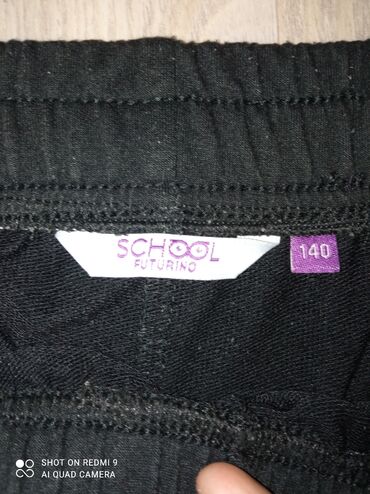 SCHOOL
FUTURINO
140
SHOT ON REDMI 9
AI QUAD CAMERA